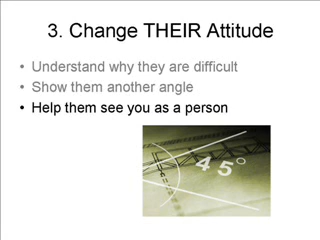 3. Change THEIR Attitude
• Understand why they are difficult
• Show them another angle
• Help them see you as a person
45°